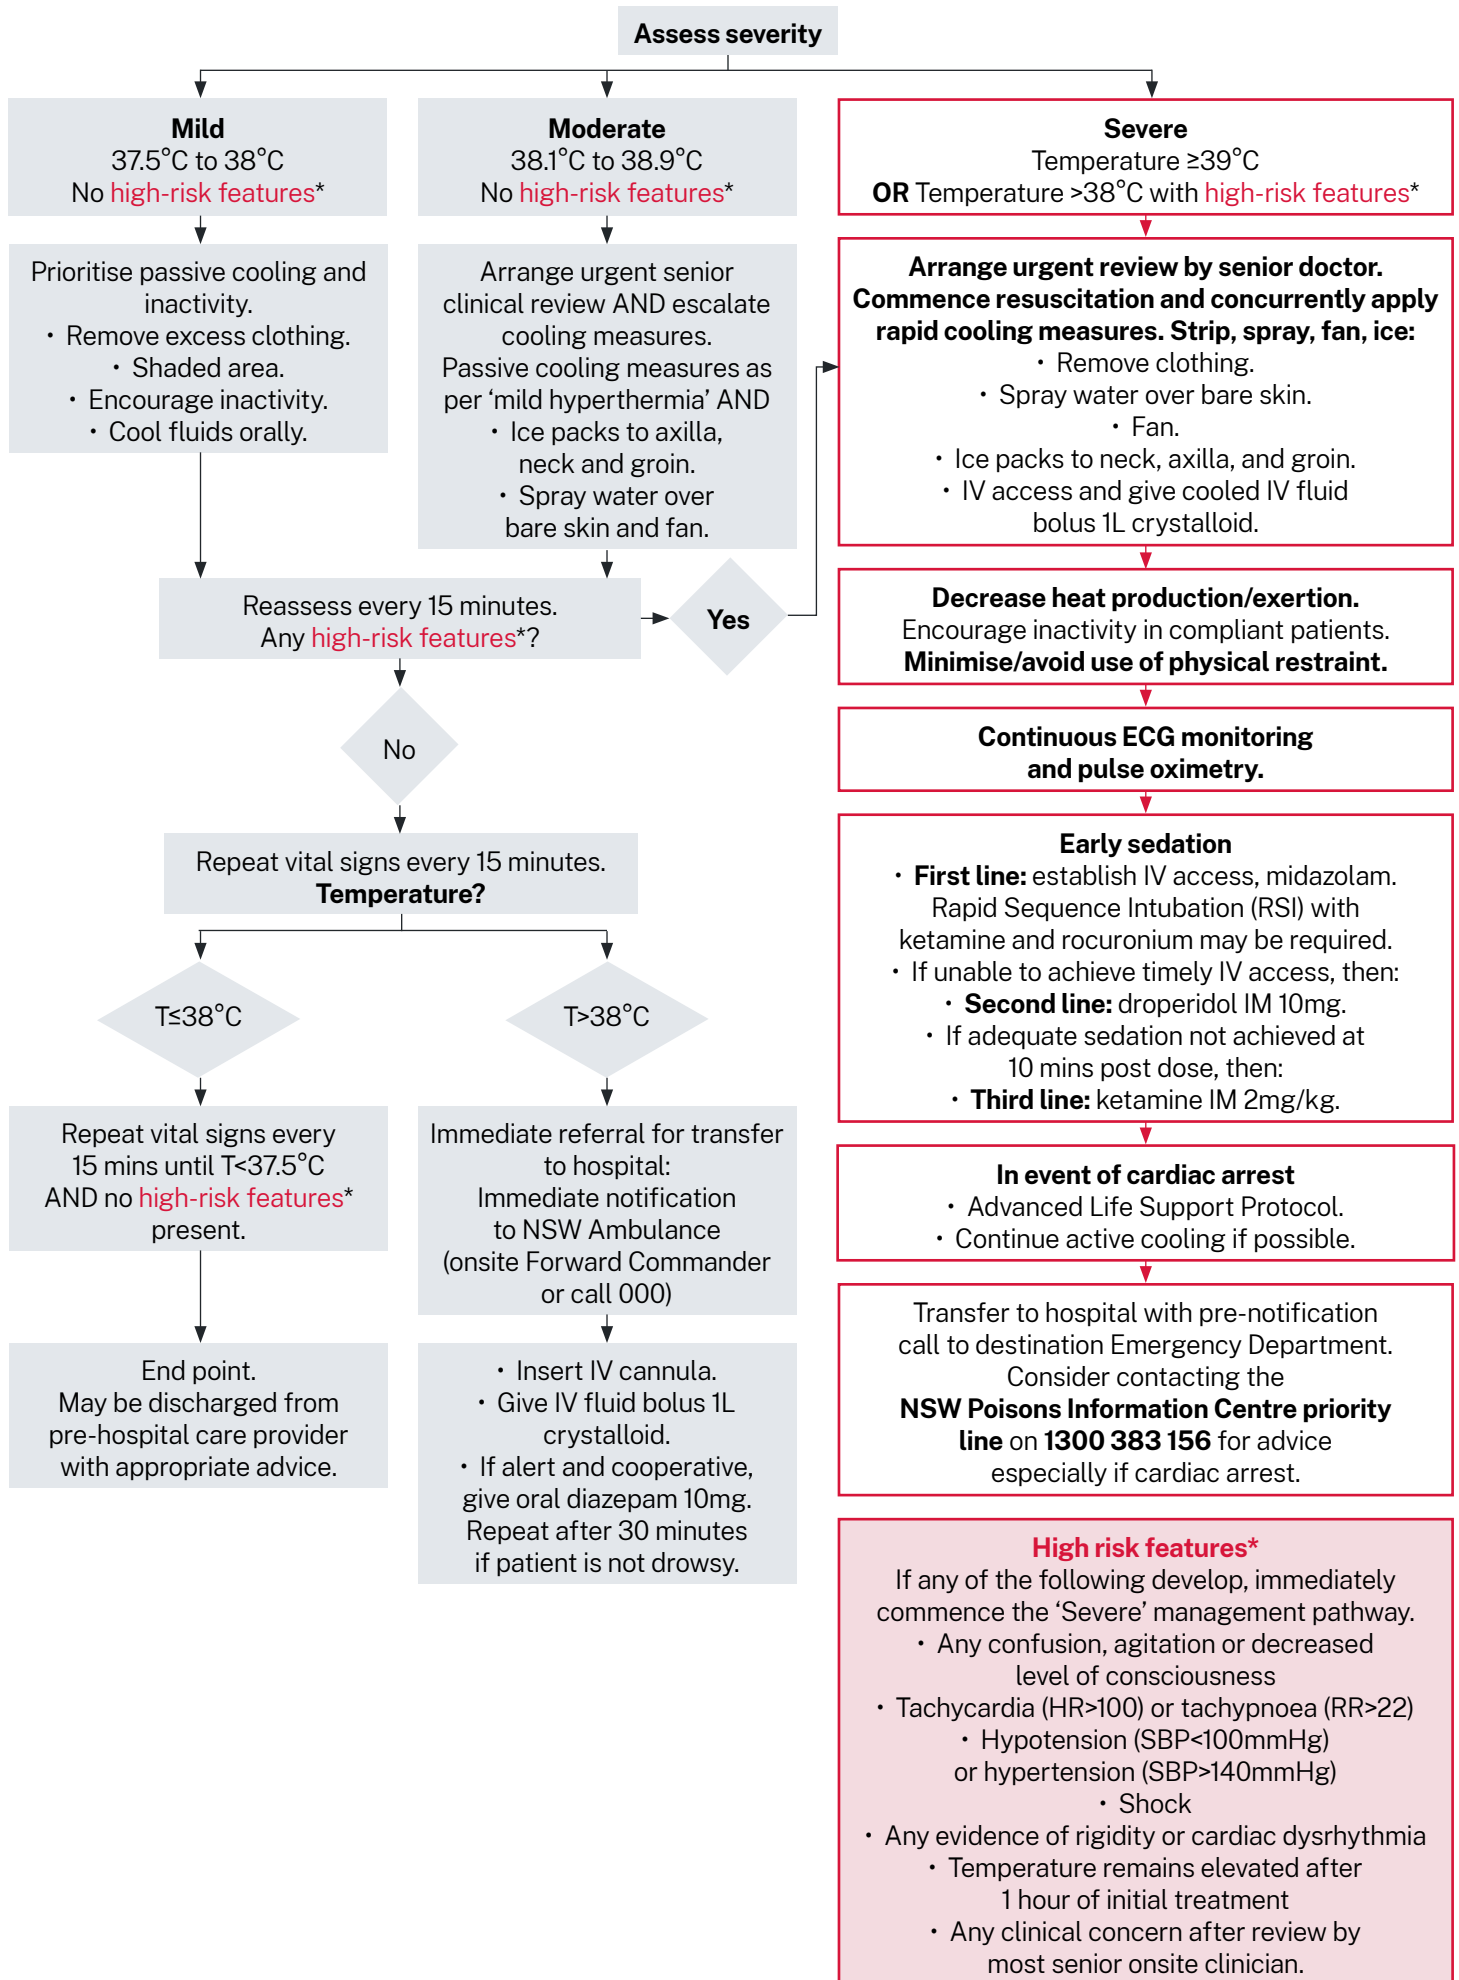 Assess severity
Mild
37.5°C to 38°C
No high-risk features*
Prioritise passive cooling and
inactivity.
• Remove excess clothing.
• Shaded area.
• Encourage inactivity.
• Cool fluids orally.
Moderate
38.1°C to 38.9°C
No high-risk features*
Arrange urgent senior
clinical review AND escalate
cooling measures.
Passive cooling measures as
per ‘mild hyperthermia’ AND
• Ice packs to axilla,
neck and groin.
• Spray water over
bare skin and fan.
Reassess every 15 minutes.
Any high-risk features*?
Yes
No
Repeat vital signs every 15 minutes.
Temperature?
T≤38°C
Repeat vital signs every
15 mins until T<37.5°C
AND no high-risk features*
present.
End point.
May be discharged from
pre-hospital care provider
with appropriate advice.
T>38°C
Immediate referral for transfer
to hospital:
Immediate notification
to NSW Ambulance
(onsite Forward Commander
or call 000)
• Insert IV cannula.
• Give IV fluid bolus 1L
crystalloid.
• If alert and cooperative,
give oral diazepam 10mg.
Repeat after 30 minutes
if patient is not drowsy.
Severe
Temperature ≥39°C
OR Temperature >38°C with high-risk features*
Arrange urgent review by senior doctor.
Commence resuscitation and concurrently apply
rapid cooling measures. Strip, spray, fan, ice:
• Remove clothing.
• Spray water over bare skin.
• Fan.
• Ice packs to neck, axilla, and groin.
• IV access and give cooled IV fluid
bolus 1L crystalloid.
Decrease heat production/exertion.
Encourage inactivity in compliant patients.
Minimise/avoid use of physical restraint.
Continuous ECG monitoring
and pulse oximetry.
Early sedation
• First line: establish IV access, midazolam.
Rapid Sequence Intubation (RSI) with
ketamine and rocuronium may be required.
• If unable to achieve timely IV access, then:
• Second line: droperidol IM 10mg.
• If adequate sedation not achieved at
10 mins post dose, then:
• Third line: ketamine IM 2mg/kg.
In event of cardiac arrest
• Advanced Life Support Protocol.
• Continue active cooling if possible.
Transfer to hospital with pre-notification
call to destination Emergency Department.
Consider contacting the
NSW Poisons Information Centre priority
line on 1300 383 156 for advice
especially if cardiac arrest.
High risk features*
If any of the following develop, immediately
commence the ‘Severe’ management pathway.
• Any confusion, agitation or decreased
level of consciousness
• Tachycardia (HR>100) or tachypnoea (RR>22)
• Hypotension (SBP<100mmHg)
or hypertension (SBP>140mmHg)
• Shock
• Any evidence of rigidity or cardiac dysrhythmia
• Temperature remains elevated after
1 hour of initial treatment
• Any clinical concern after review by
most senior onsite clinician.